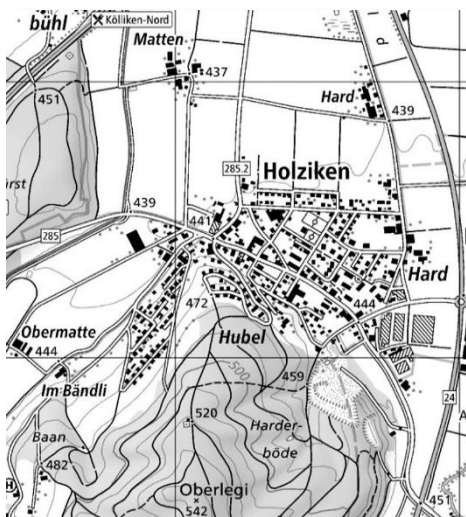 bühl
Kölliken-Nord
Matten
437
451
Hard
439
285.2
Holziken
439
441
285
Hard
472
444
Obermatte
Hubel
444
500
459
Im Bändli
24
520
Baan
Harder-
böde
482
Oberlegi
542
451
H